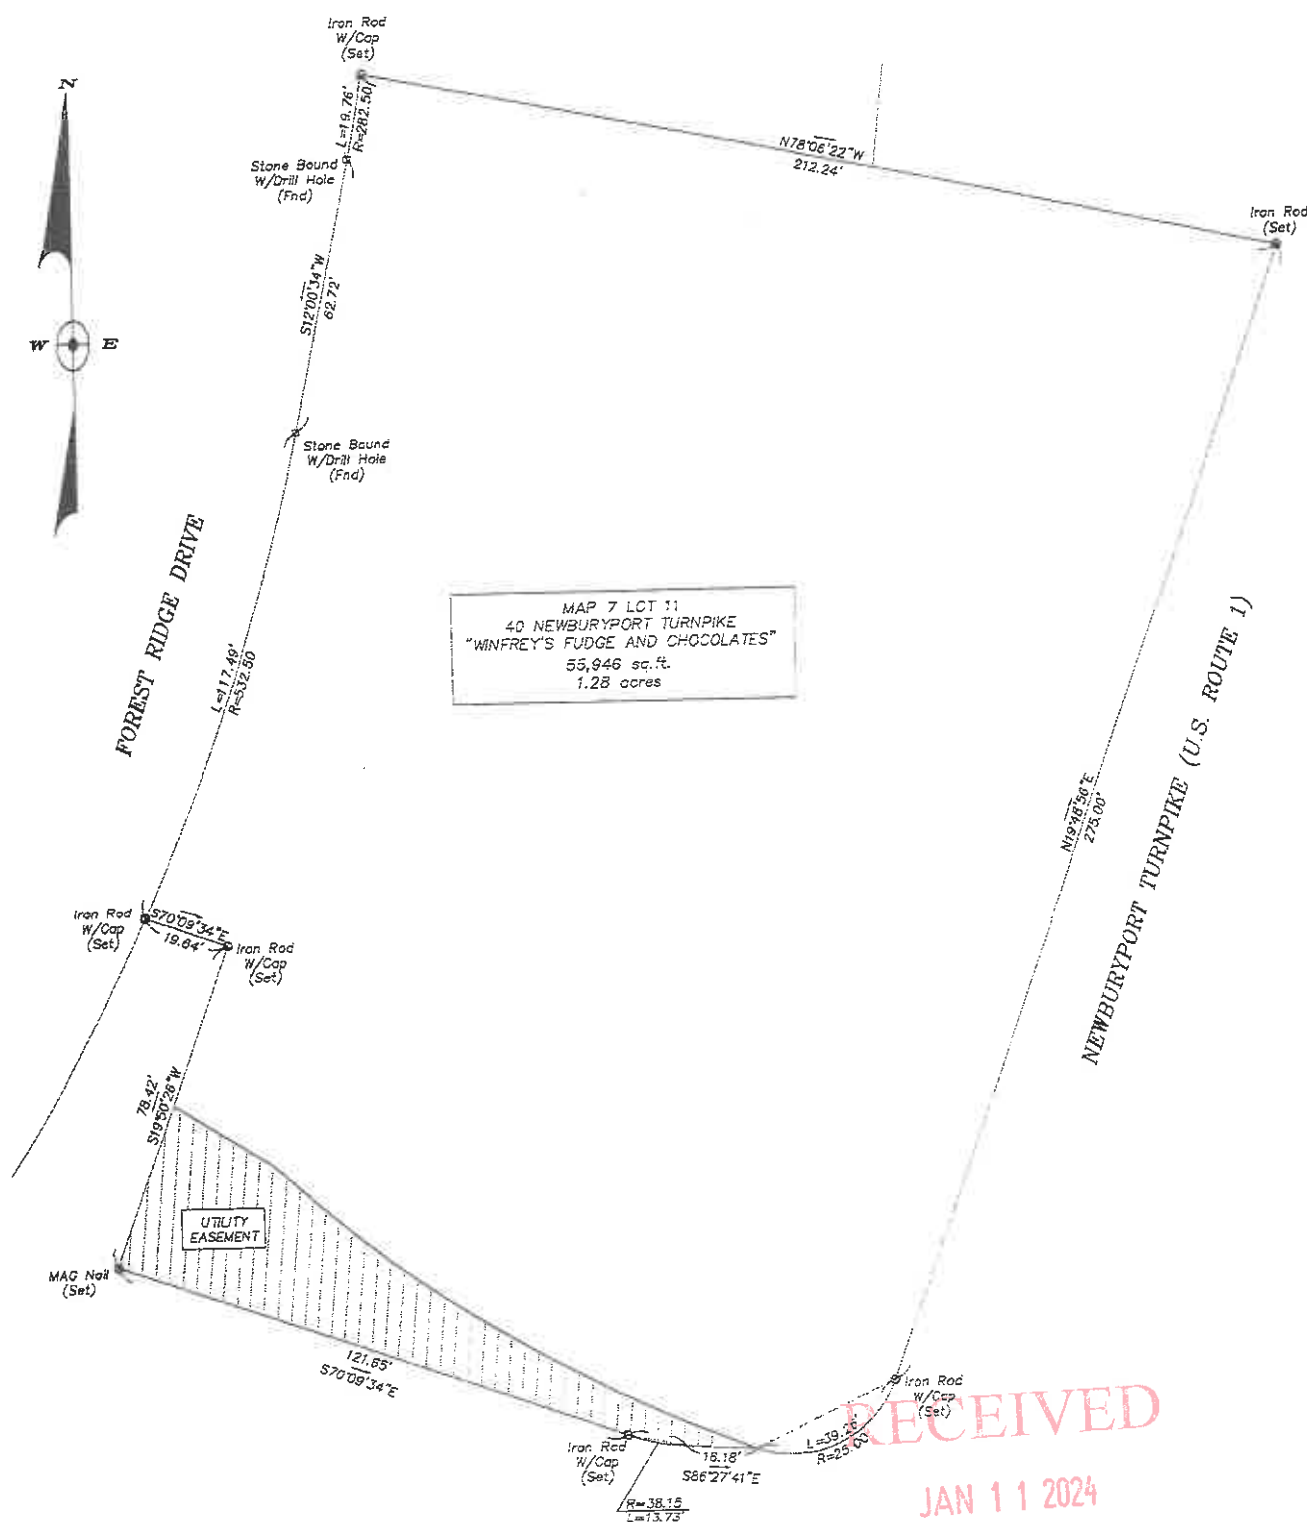 Iron Rod
W/Cap
(Set)
N
L=19.76'
R=282.50'
N78°06'22"W
212.24'
Stone Bound
W/Drill Hole
(Fnd)
Iron Rod
(Set)
S12°00'34"W
62.72'
W E
Stone Bound
W/Drill Hole
(Fnd)
FOREST RIDGE DRIVE
MAP 7 LOT 11
40 NEWBURYPORT TURNPIKE
"WINFREY'S FUDGE AND CHOCOLATES"
55,946 sq.ft.
1.28 acres
L=117.49'
R=532.50
NEWBURYPORT TURNPIKE (U.S. ROUTE 1)
N19°48'56"E
275.00'
Iron Rod
W/Cap
(Set)
S70°09'34"E
19.64'
Iron Rod
W/Cap
(Set)
78.42'
S19°50'26"W
UTILITY
EASEMENT
MAG Nail
(Set)
121.65'
S70°09'34"E
Iron Rod
W/Cap
(Set)
L=39.26'
R=25.00'
RECEIVED
Iron Rod
W/Cap
(Set)
16.18'
S86°27'41"E
R=38.15
L=13.73'
JAN 11 2024